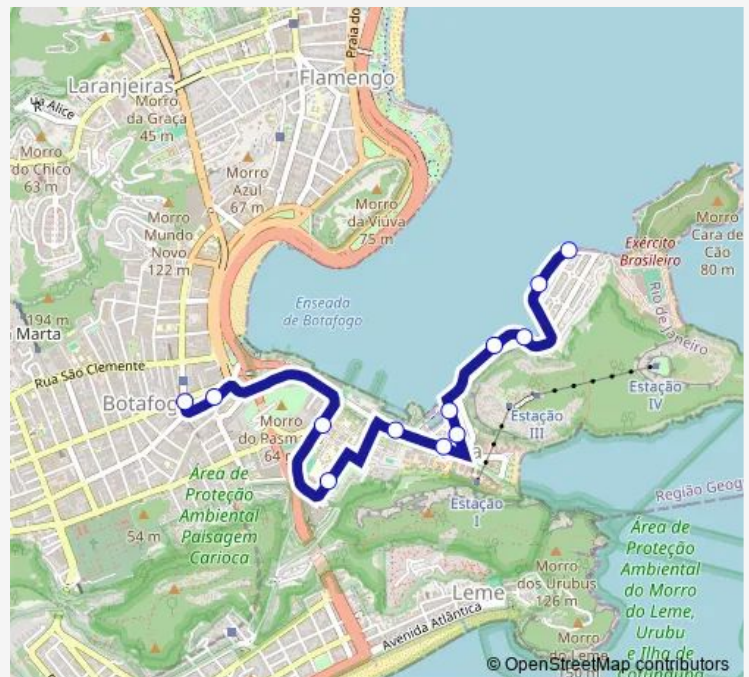 Praia do
Flamengo
Laranjeiras
Rua Alice
Morro
da Graça
45 m
Morro
do Chico
63 m
Morro
Azul
67 m
Morro
da Viúva
75 m
Morro
Mundo
Novo
122 m
Morro
Cara de
Cão
80 m
Exército
Brasileiro
Rio de Janeiro
Enseada
de Botafogo
194 m
Marta
Rua São Clemente
Botafog
Estação
IV
Estação
III
Morro
do Pasm
64
Área de
Proteção
Ambiental
Paisagem
Carioca
54 m
Estação
I
Região Geog
Área de
Proteção
Ambiental
do Morro
do Leme,
Urubu
e Ilha de
Cotunduba
Morro
dos Urubus
126 m
Leme
Avenida Atlântica
Morro
do Leme
© OpenStreetMap contributors